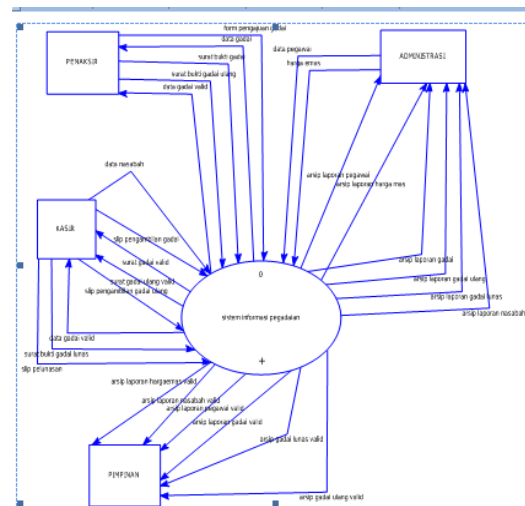 form pengajuan gadai
data gadai
PENAKSIR
surat bukti gadai
surat bukti gadai ulang
data gadai valid
data pegawai
harga emas
ADMINISTRASI
arsip laporan pegawai
arsip laporan harga mas
data nasabah
KASIR
slip pengambilan gadai
surat gadai valid
surat gadai ulang valid
slip pengambilan gadai ulang
data gadai valid
surat bukti gadai lunas
slip pelunasan
0
sistem informasi pegadaian
+
arsip laporan gadai
arsip laporan gadai ulang
arsip laporan gadai lunas
arsip laporan nasabah
arsip laporan hargaemas valid
arsip laporan nasabah valid
arsip laporan pegawai valid
arsip laporan gadai valid
arsip gadai lunas valid
PIMPINAN
arsip gadai ulang valid